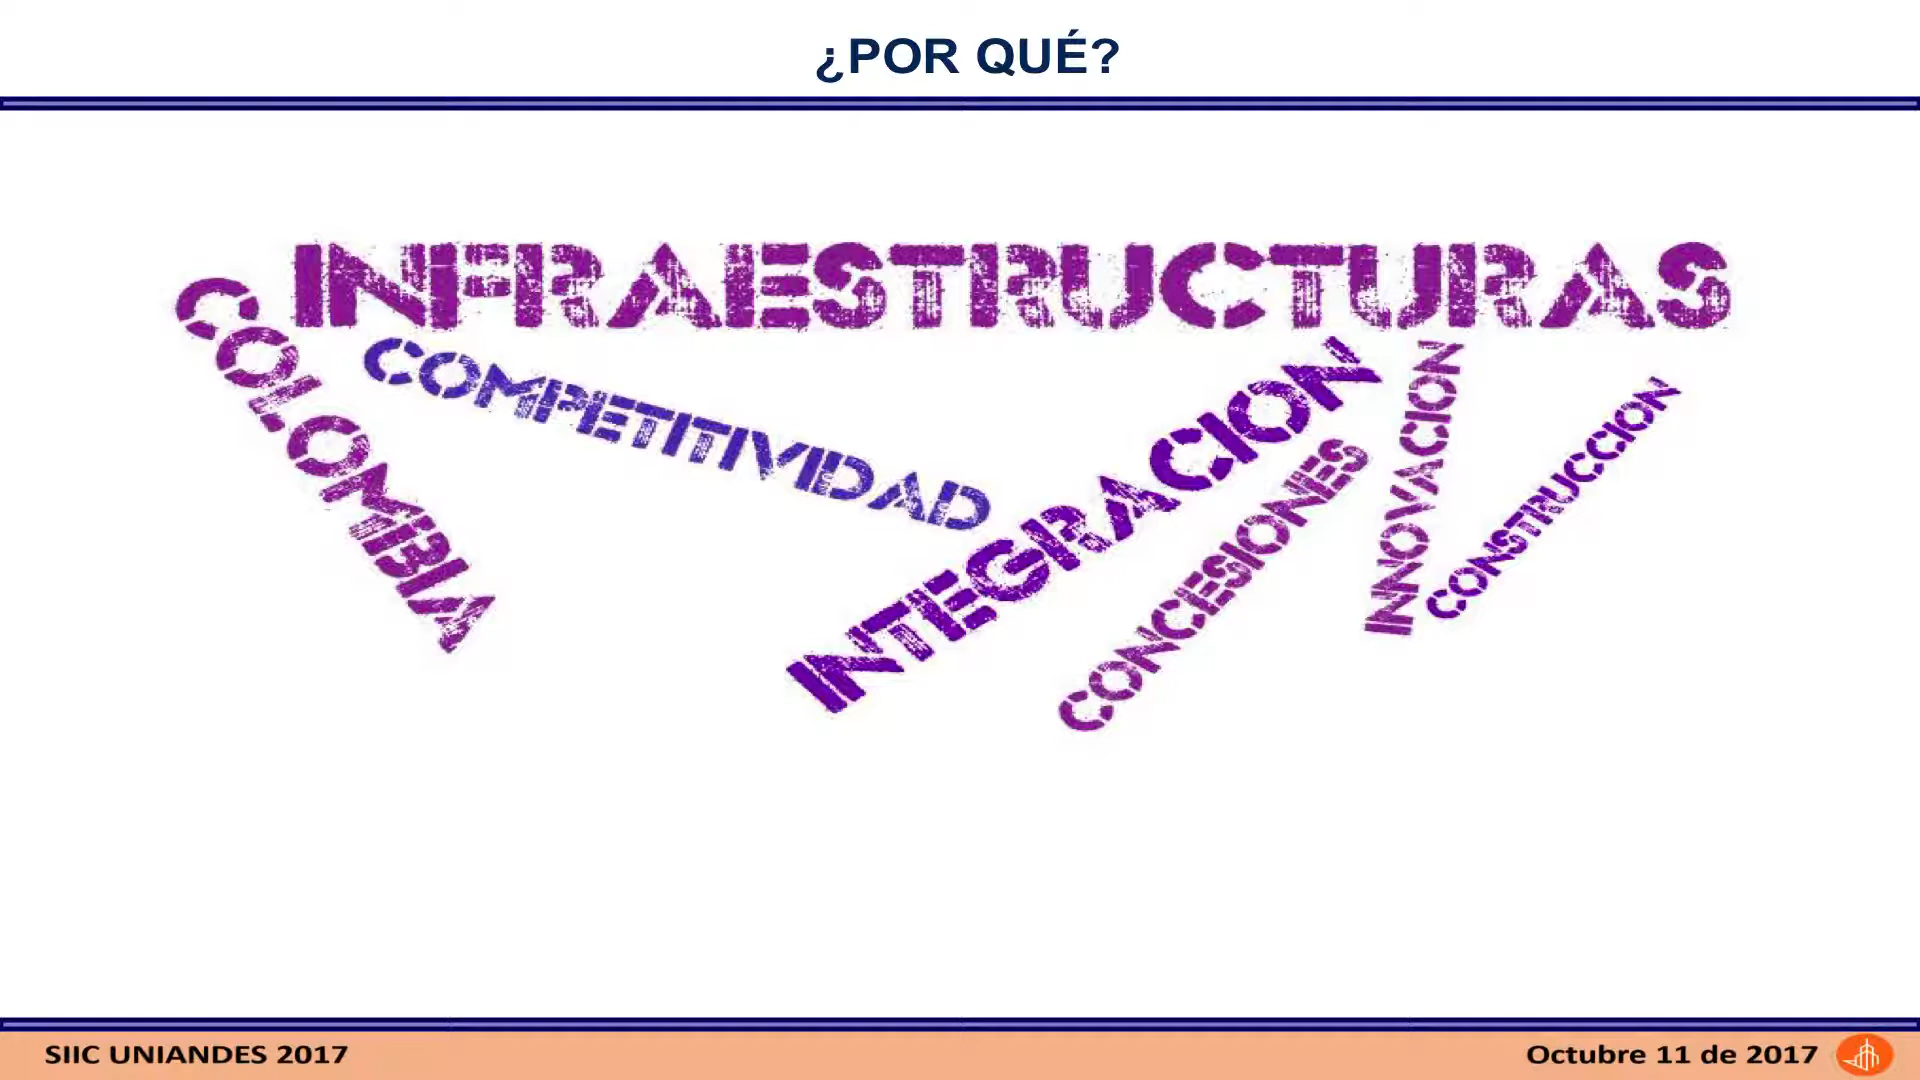 ¿POR QUÉ?
INFRAESTRUCTURAS
COLOMBIA
COMPETITIVIDAD
INTEGRACION
CONCESIONES
INNOVACION
CONSTRUCCION
SIIC UNIANDES 2017
Octubre 11 de 2017